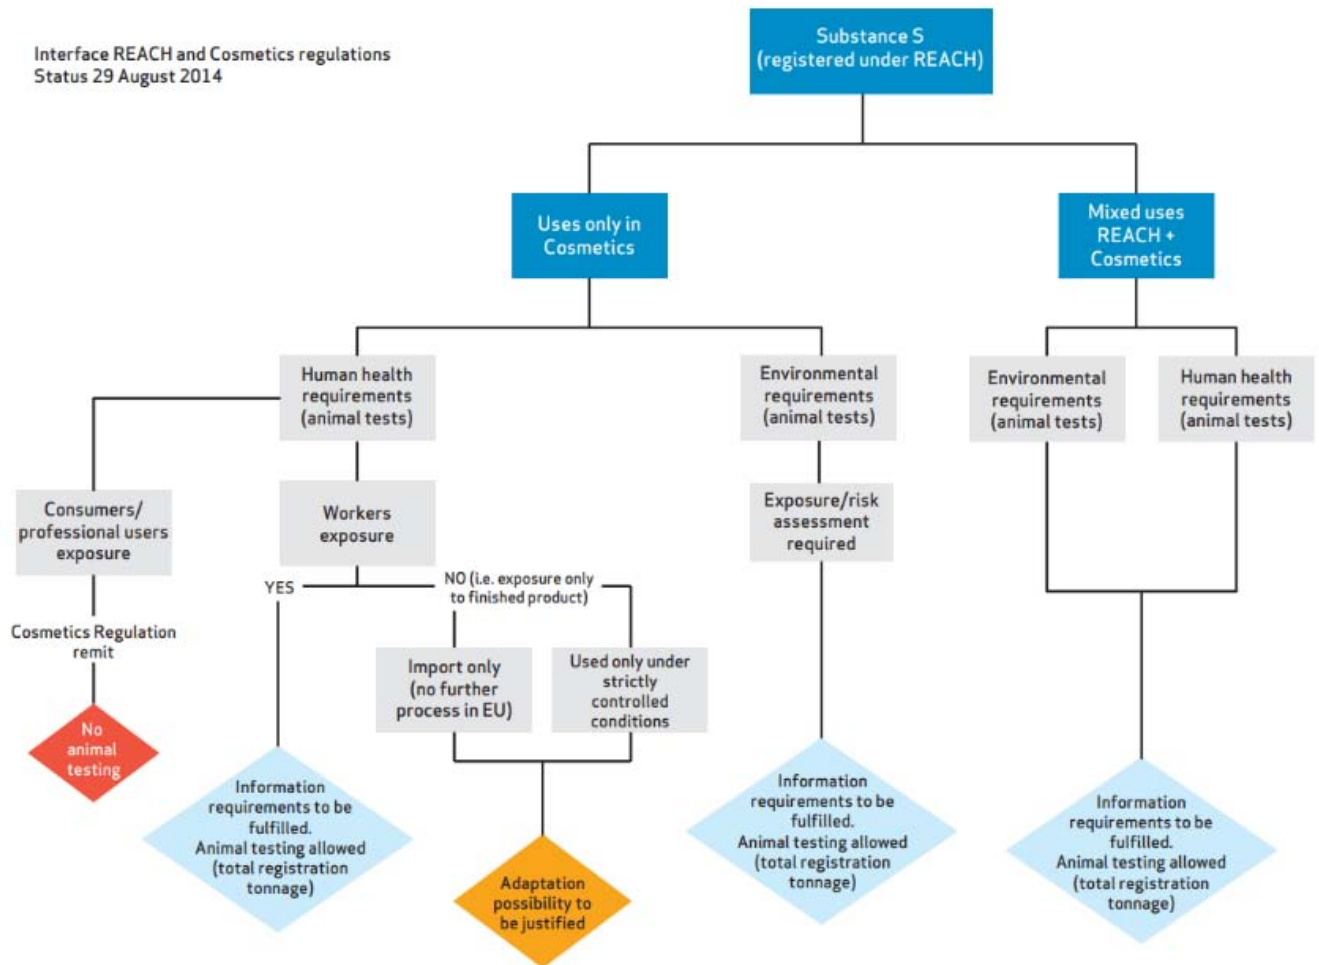 Interface REACH and Cosmetics regulations
Status 29 August 2014
Substance S
(registered under REACH)
Uses only in
Cosmetics
Mixed uses
REACH +
Cosmetics
Human health
requirements
(animal tests)
Environmental
requirements
(animal tests)
Environmental
requirements
(animal tests)
Human health
requirements
(animal tests)
Consumers/
professional users
exposure
Workers
exposure
Exposure/risk
assessment
required
YES
NO (i.e. exposure only
to finished product)
Cosmetics Regulation
remit
Import only
(no further
process in EU)
Used only under
strictly
controlled
conditions
No
animal
testing
Information
requirements to be
fulfilled.
Animal testing allowed
(total registration
tonnage)
Adaptation
possibility to
be justified
Information
requirements to be
fulfilled.
Animal testing allowed
(total registration
tonnage)
Information
requirements to be
fulfilled.
Animal testing allowed
(total registration
tonnage)